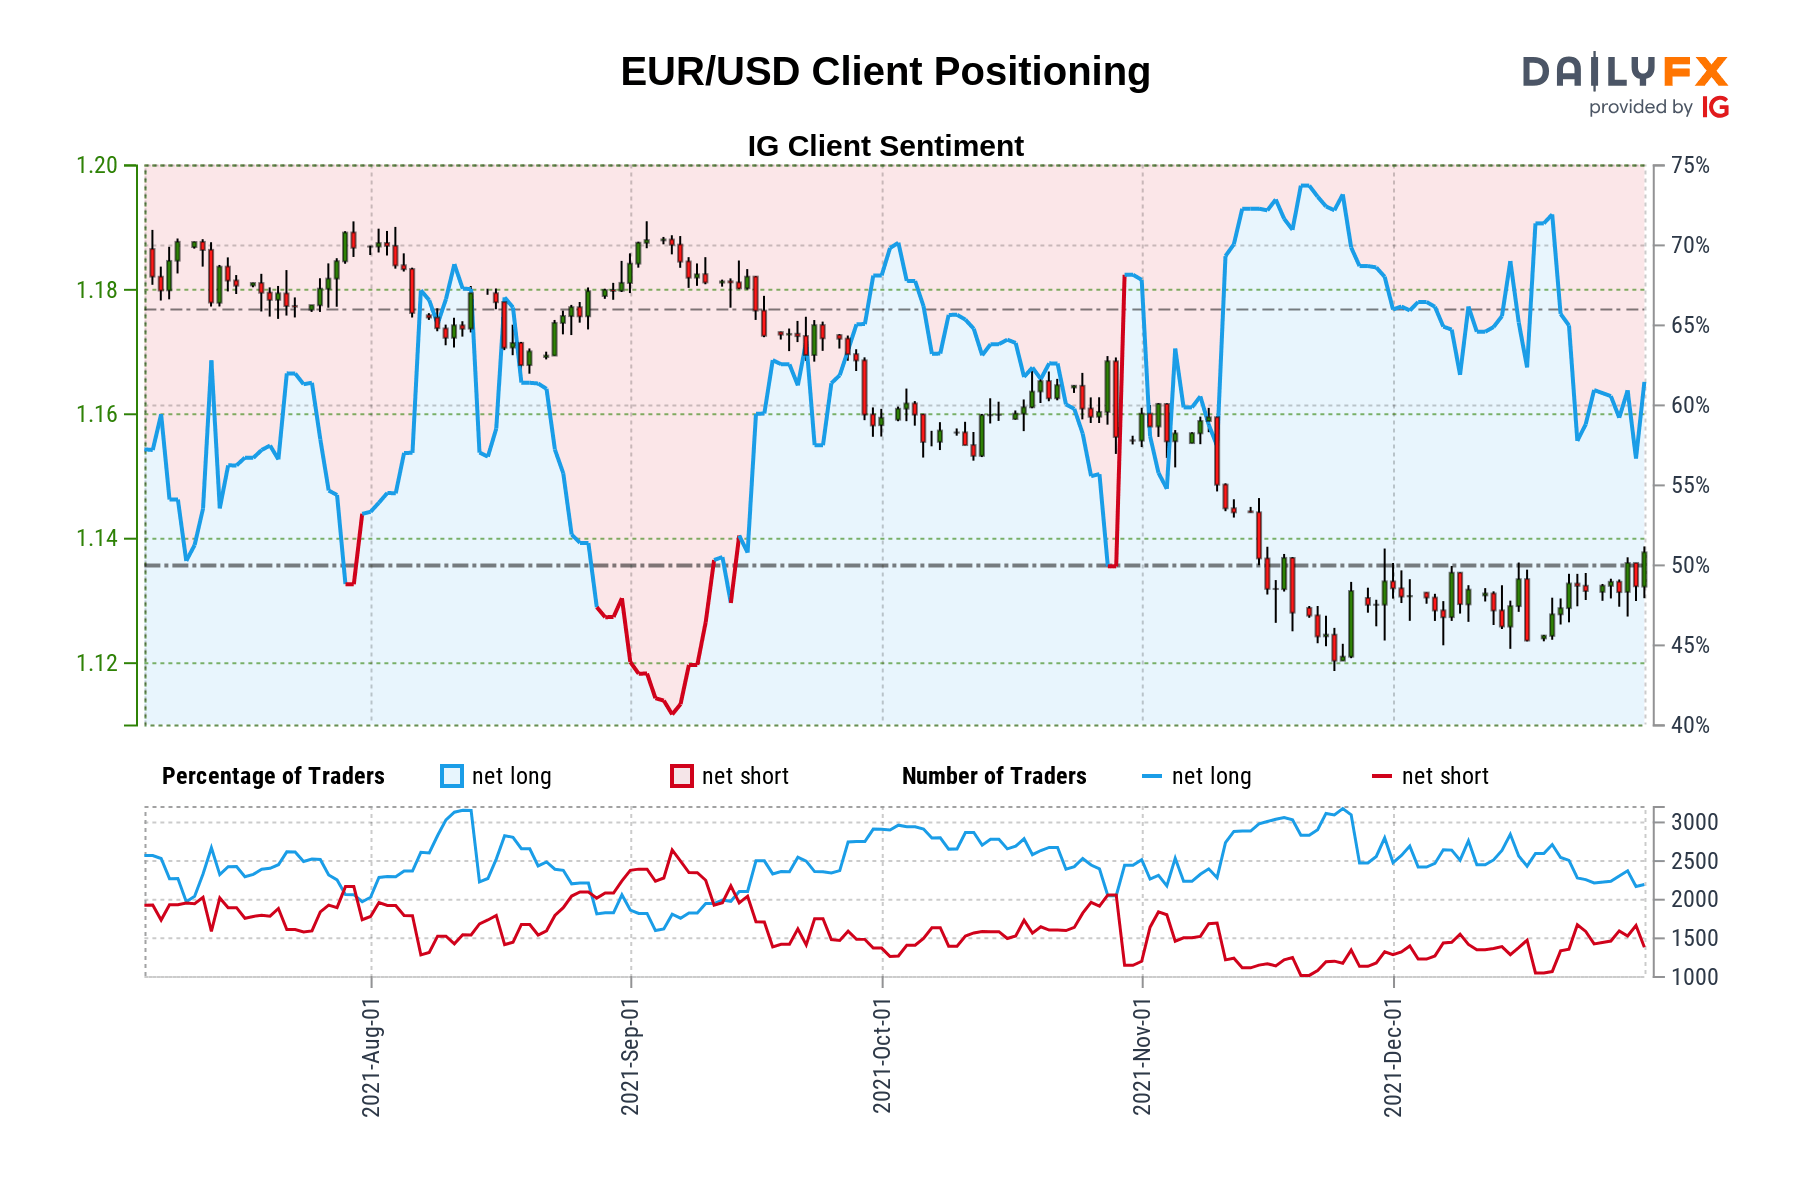 EUR/USD Client Positioning
DAILYFX
provided by IG
IG Client Sentiment
1.20
1.18
1.16
1.14
1.12
75%
70%
65%
60%
55%
50%
45%
40%
Percentage of Traders net long net short Number of Traders net long net short
3000
2500
2000
1500
1000
2021-Aug-01
2021-Sep-01
2021-Oct-01
2021-Nov-01
2021-Dec-01